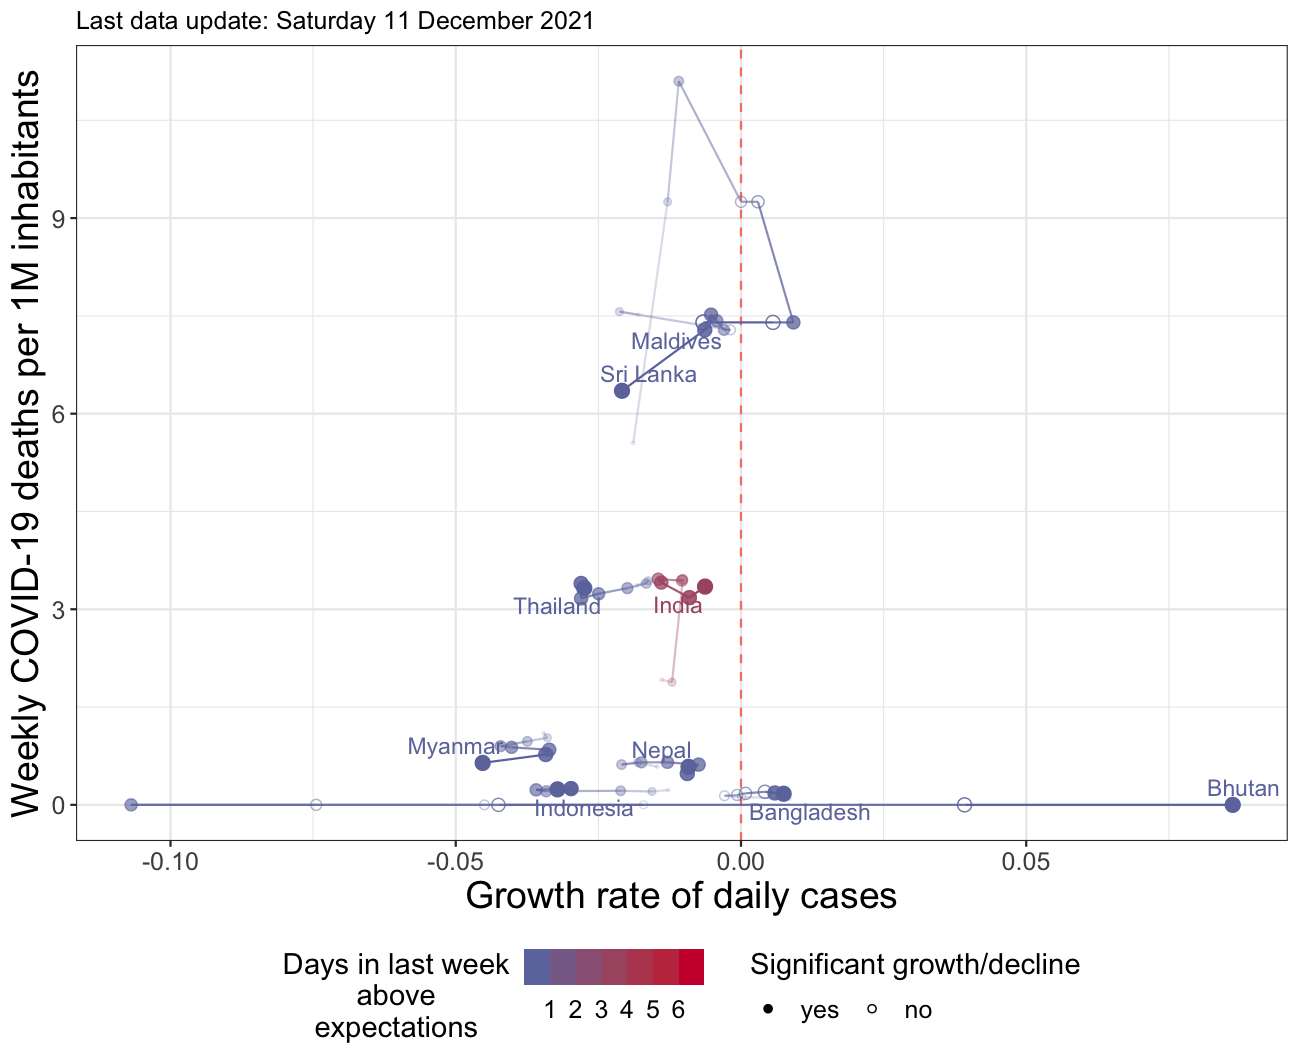 Last data update: Saturday 11 December 2021
Weekly COVID-19 deaths per 1M inhabitants
9
6
3
0
Maldives
Sri Lanka
Thailand
India
Myanmar
Nepal
Indonesia
Bangladesh
Bhutan
-0.10
-0.05
0.00
0.05
Growth rate of daily cases
Days in last week
above
expectations
1 2 3 4 5 6
Significant growth/decline
yes no